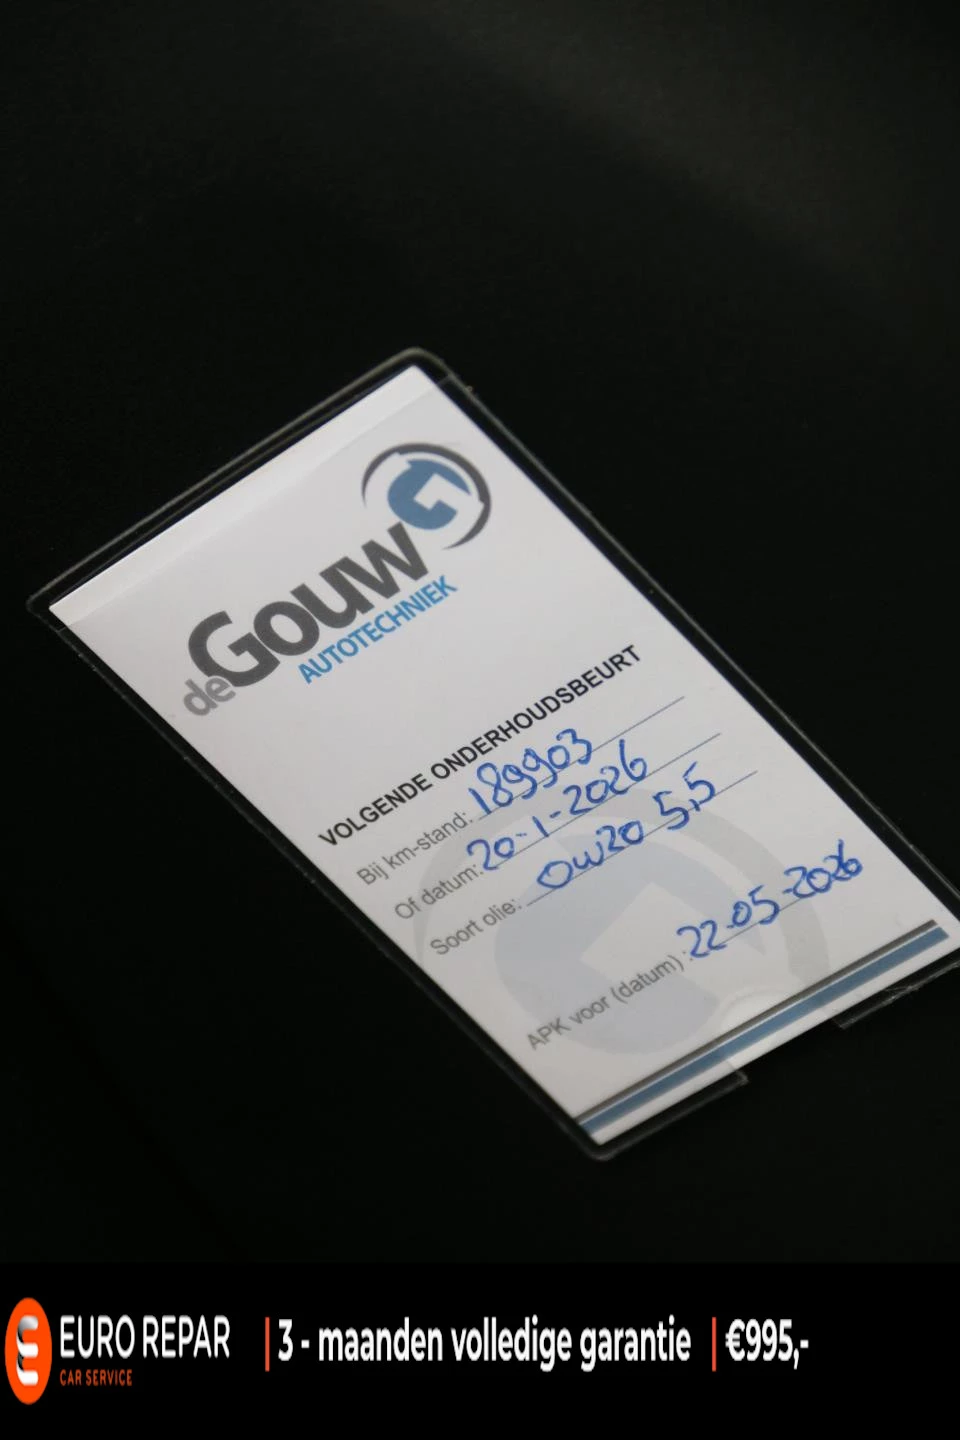 deGouw
AUTOTECHNIEK
VOLGENDE ONDERHOUDSBEURT
Bij km-stand: 189903
Of datum: 20-1-2026
Soort olie: 0w20 5,5
APK voor (datum): 22-05-2026
EURO REPAR
CAR SERVICE
| 3 - maanden volledige garantie | €995,-